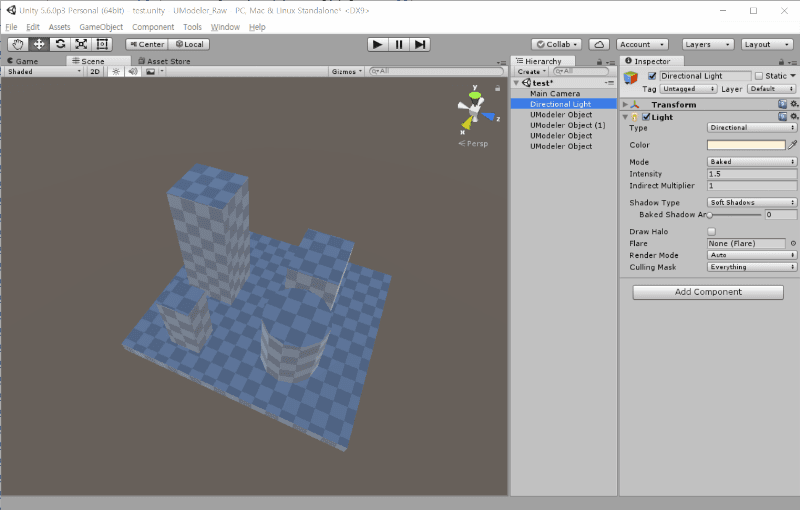 Unity 5.6.0p3 Personal (64bit) - test.unity - UModeler_Raw - PC, Mac & Linux Standalone* <DX9>
File Edit Assets GameObject Component Tools Window Help
Center Local Collab Account Layers Layout
Game Scene Asset Store
Shaded 2D Gizmos All
y
x
z
Persp
Hierarchy
Create All
test*
Main Camera
Directional Light
UModeler Object
UModeler Object (1)
UModeler Object
UModeler Object
Inspector
Directional Light Static
Tag Untagged Layer Default
Transform
Light
Type Directional
Color
Mode Baked
Intensity 1.5
Indirect Multiplier 1
Shadow Type Soft Shadows
Baked Shadow An 0
Draw Halo
Flare None (Flare)
Render Mode Auto
Culling Mask Everything
Add Component